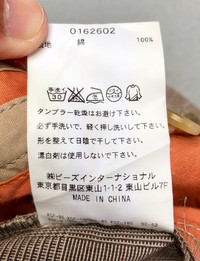 0162602
地 綿 100%
タンブラー乾燥はお避け下さい。
必ず手洗いで、軽く押し洗いして下さい。
形を整えて日陰で干して下さい。
漂白剤は使用しないで下さい。
㈱ビーズインターナショナル
東京都目黒区東山1-1-2 東山ビル7F
MADE IN CHINA
中国製